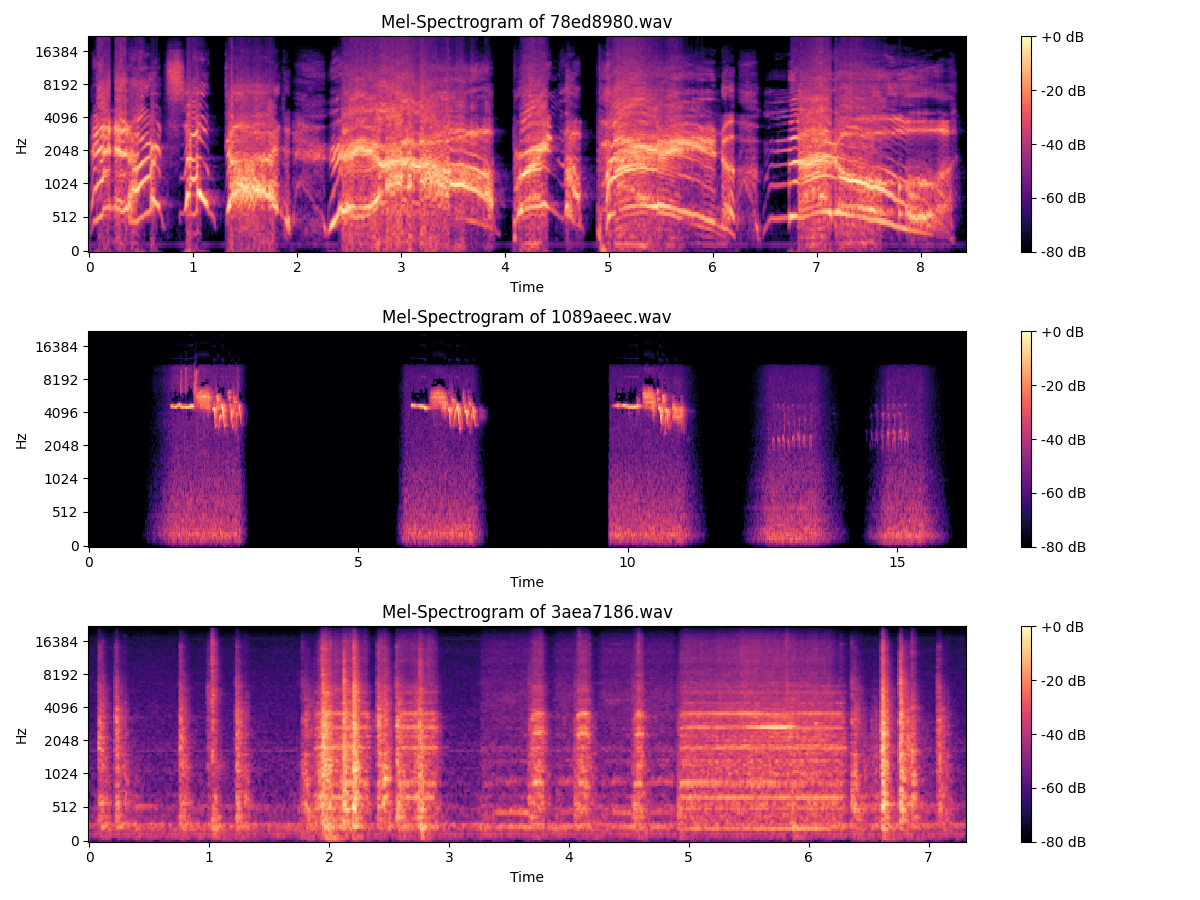 Mel-Spectrogram of 78ed8980.wav
16384
8192
4096
2048
1024
512
0
Hz
0 1 2 3 4 5 6 7 8
Time
+0 dB
-20 dB
-40 dB
-60 dB
-80 dB
Mel-Spectrogram of 1089aeec.wav
16384
8192
4096
2048
1024
512
0
Hz
0 5 10 15
Time
+0 dB
-20 dB
-40 dB
-60 dB
-80 dB
Mel-Spectrogram of 3aea7186.wav
16384
8192
4096
2048
1024
512
0
Hz
0 1 2 3 4 5 6 7
Time
+0 dB
-20 dB
-40 dB
-60 dB
-80 dB